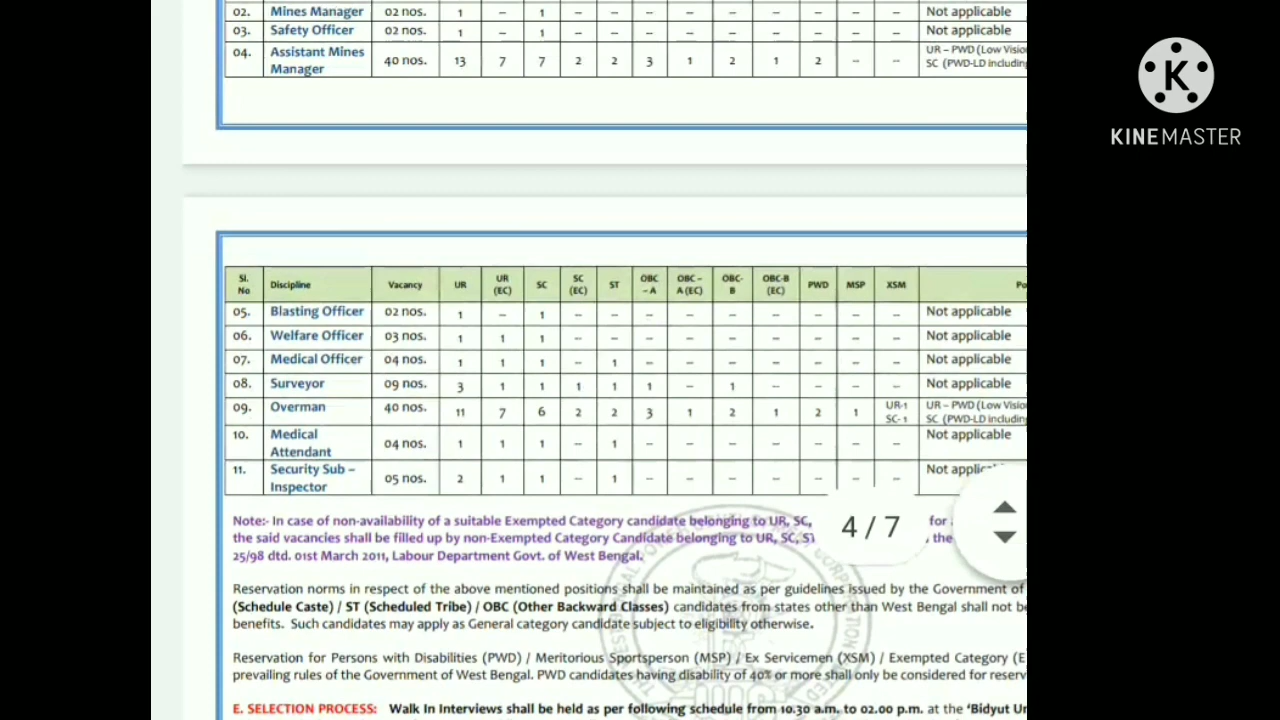 02. Mines Manager 02 nos. 1 – 1 – – – – – – – – – Not applicable
03. Safety Officer 02 nos. 1 – 1 – – – – – – – – – Not applicable
04. Assistant Mines Manager 40 nos. 13 7 7 2 2 3 1 2 1 2 – – UR – PWD (Low
SC (PWD-LD including
KINEMASTER
Sl. No Discipline Vacancy UR UR (EC) SC SC (EC) ST OBC – A OBC – A (EC) OBC- B OBC-B (EC) PWD MSP XSM
05. Blasting Officer 02 nos. 1 – 1 – – – – – – – – – Not applicable
06. Welfare Officer 03 nos. 1 1 1 – – – – – – – – – Not applicable
07. Medical Officer 04 nos. 1 1 1 – 1 – – – – – – – Not applicable
08. Surveyor 09 nos. 3 1 1 1 1 1 – 1 – – – – Not applicable
09. Overman 40 nos. 11 7 6 2 2 3 1 2 1 2 1 UR-1 SC-1 UR – PWD (Low
SC (PWD-LD including
10. Medical Attendant 04 nos. 1 1 1 – 1 – – – – – – – Not applicable
11. Security Sub – Inspector 05 nos. 2 1 1 – 1 – – – – – – – Not
Note:- In case of non-availability of a suitable Exempted Category candidate belonging to UR, SC, for
the said vacancies shall be filled up by non-Exempted Category Candidate belonging to UR, SC, , the
25/98 dtd. 01st March 2011, Labour Department Govt. of West Bengal.
4 / 7
Reservation norms in respect of the above mentioned positions shall be maintained as per guidelines issued by the Government of
(Schedule Caste) / ST (Scheduled Tribe) / OBC (Other Backward Classes) candidates from states other than West Bengal shall not
benefits. Such candidates may apply as General category candidate subject to eligibility otherwise.
Reservation for Persons with Disabilities (PWD) / Meritorious Sportsperson (MSP) / Ex Servicemen (XSM) / Exempted Category
prevailing rules of the Government of West Bengal. PWD candidates having disability of 40% or more shall only be considered for
E. SELECTION PROCESS: Walk In Interviews shall be held as per following schedule from 10.30 a.m. to 02.00 p.m. at the 'Bidyut